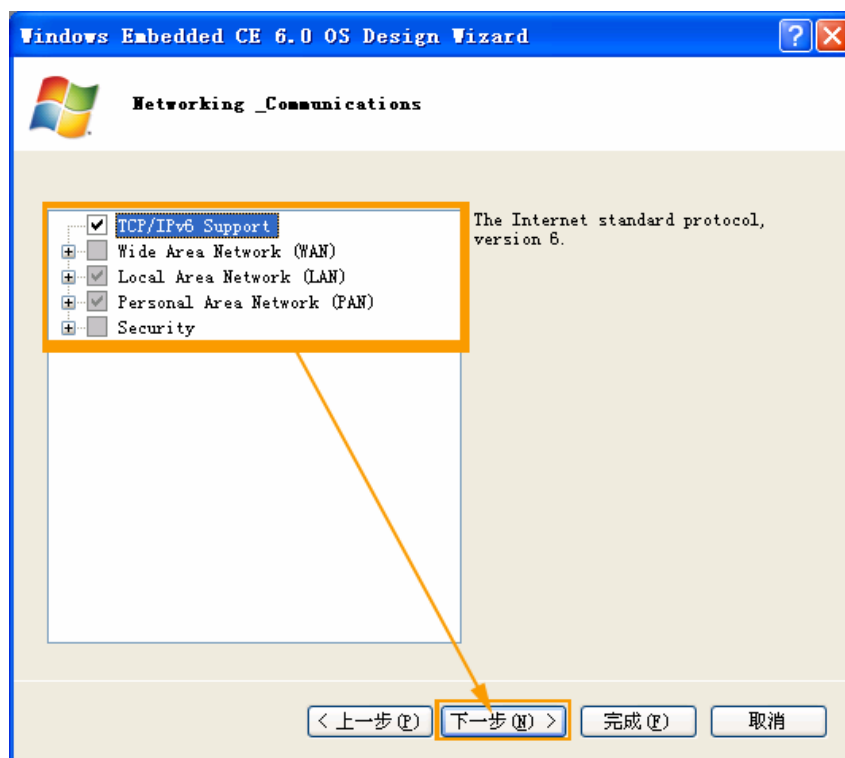 Windows Embedded CE 6.0 OS Design Wizard
Networking _Communications
TCP/IPv6 Support
Wide Area Network (WAN)
Local Area Network (LAN)
Personal Area Network (PAN)
Security
The Internet standard protocol,
version 6.
< 上一步(P) 下一步(N) > 完成(F) 取消